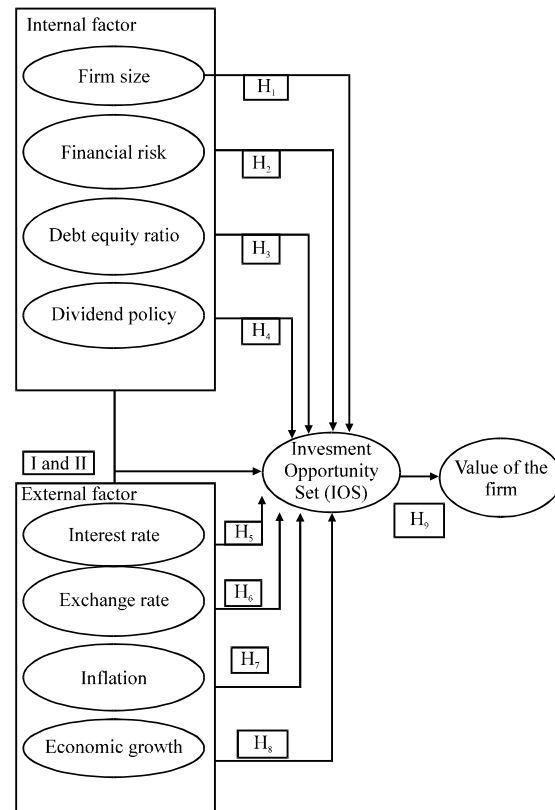 Internal factor
Firm size
H₁
Financial risk
H₂
Debt equity ratio
H₃
Dividend policy
H₄
I and II
Invesment
Opportunity
Set (IOS)
Value of the
firm
H₉
External factor
Interest rate
H₅
Exchange rate
H₆
Inflation
H₇
Economic growth
H₈